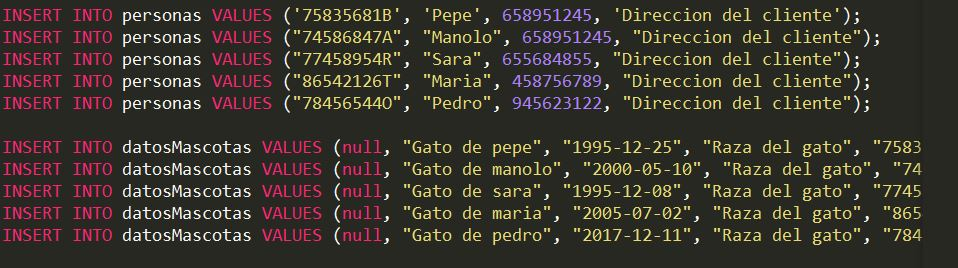 INSERT INTO personas VALUES ('75835681B', 'Pepe', 658951245, 'Direccion del cliente');
INSERT INTO personas VALUES ("74586847A", "Manolo", 658951245, "Direccion del cliente");
INSERT INTO personas VALUES ("77458954R", "Sara", 655684855, "Direccion del cliente");
INSERT INTO personas VALUES ("86542126T", "Maria", 458756789, "Direccion del cliente");
INSERT INTO personas VALUES ("78456544O", "Pedro", 945623122, "Direccion del cliente");
INSERT INTO datosMascotas VALUES (null, "Gato de pepe", "1995-12-25", "Raza del gato", "7583
INSERT INTO datosMascotas VALUES (null, "Gato de manolo", "2000-05-10", "Raza del gato", "74
INSERT INTO datosMascotas VALUES (null, "Gato de sara", "1995-12-08", "Raza del gato", "7745
INSERT INTO datosMascotas VALUES (null, "Gato de maria", "2005-07-02", "Raza del gato", "865
INSERT INTO datosMascotas VALUES (null, "Gato de pedro", "2017-12-11", "Raza del gato", "784